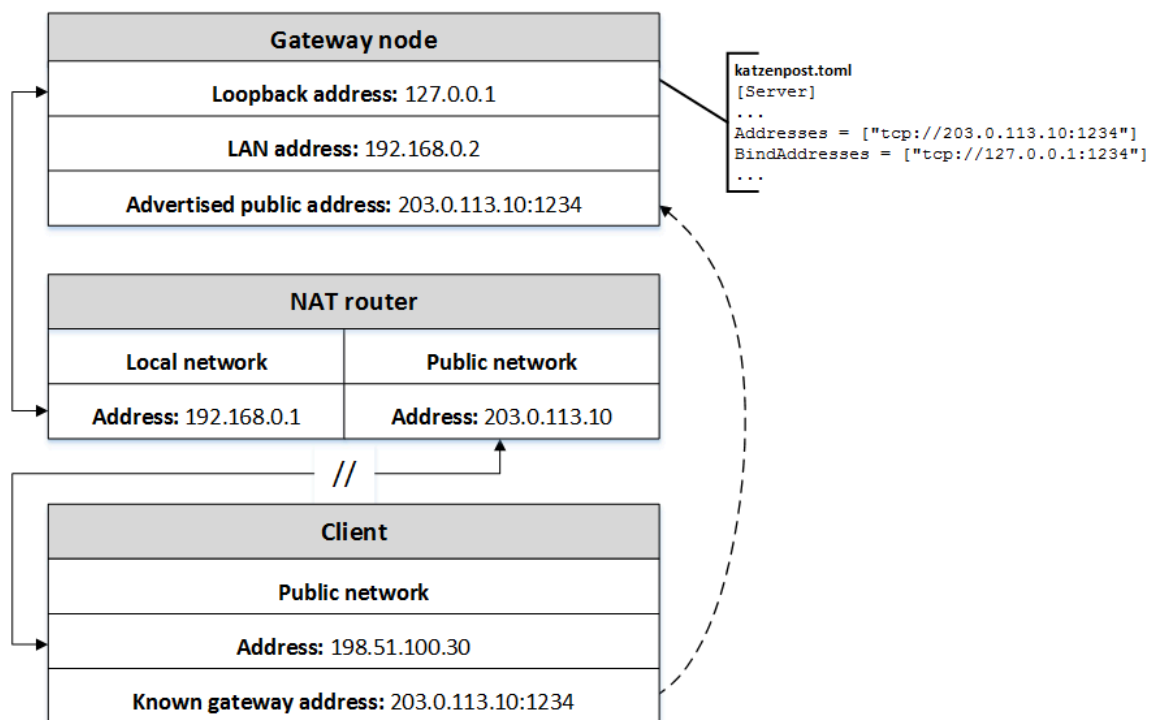 Gateway node
Loopback address: 127.0.0.1
LAN address: 192.168.0.2
Advertised public address: 203.0.113.10:1234
katzenpost.toml
[Server]
...
Addresses = ["tcp://203.0.113.10:1234"]
BindAddresses = ["tcp://127.0.0.1:1234"]
...
NAT router
Local network
Public network
Address: 192.168.0.1
Address: 203.0.113.10
//
Client
Public network
Address: 198.51.100.30
Known gateway address: 203.0.113.10:1234